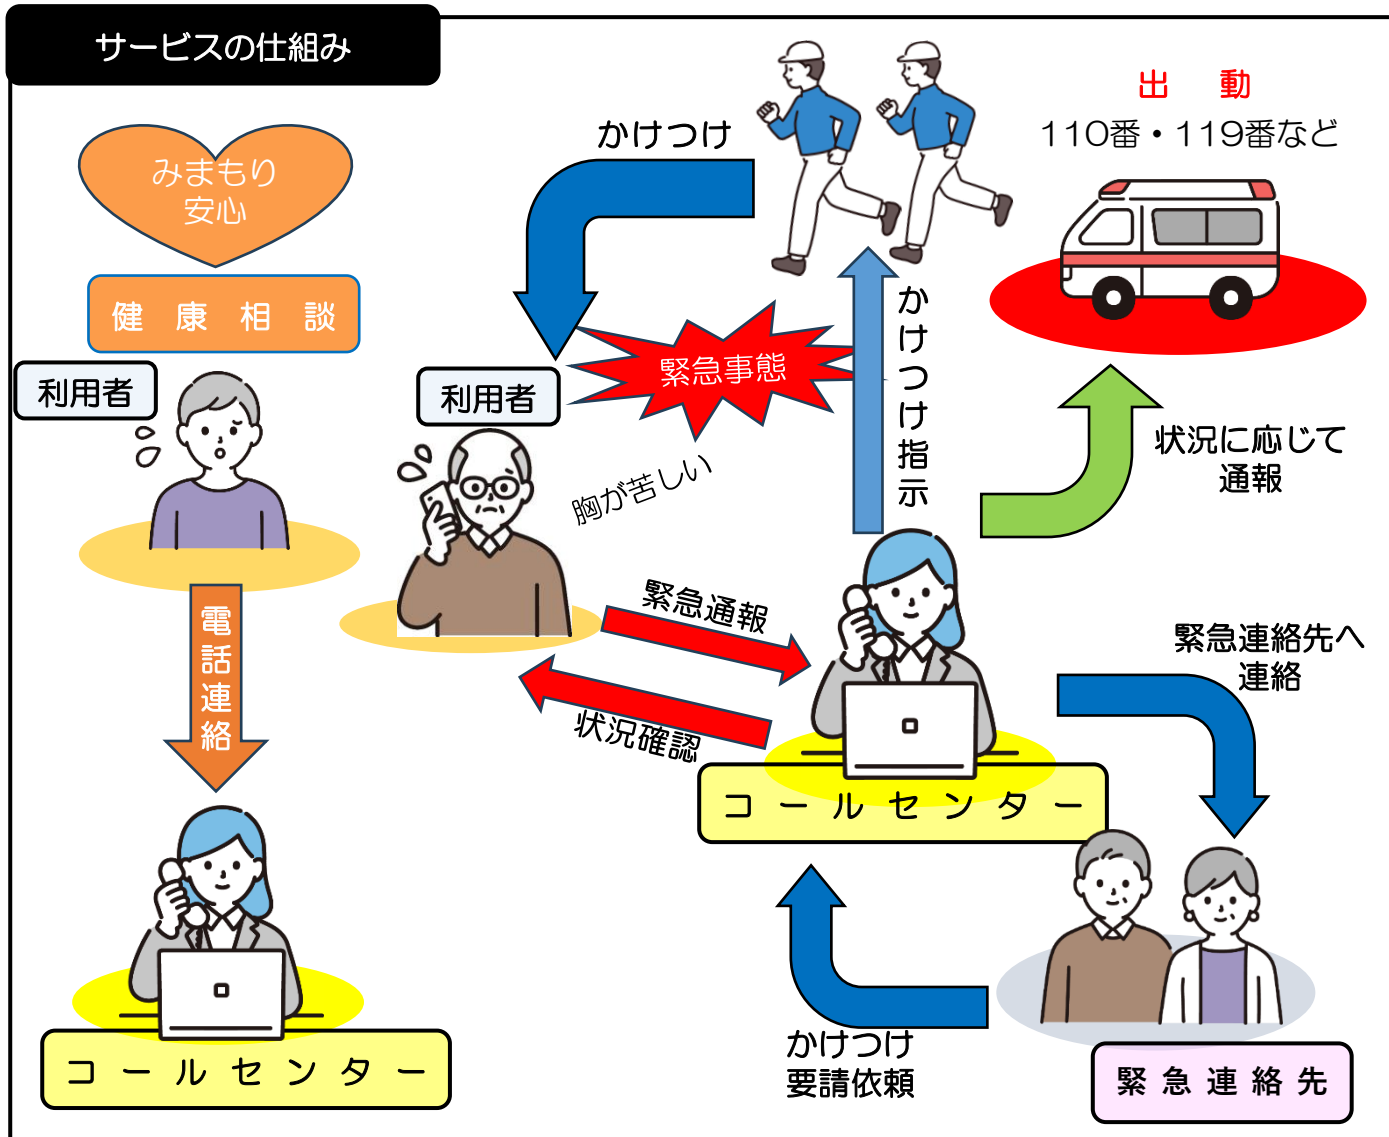 サービスの仕組み
みまもり
安心
健康相談
利用者
電話連絡
コールセンター
かけつけ
出動
110番・119番など
緊急事態
利用者
胸が苦しい
かけつけ指示
状況に応じて
通報
緊急通報
状況確認
コールセンター
緊急連絡先へ
連絡
かけつけ
要請依頼
緊急連絡先